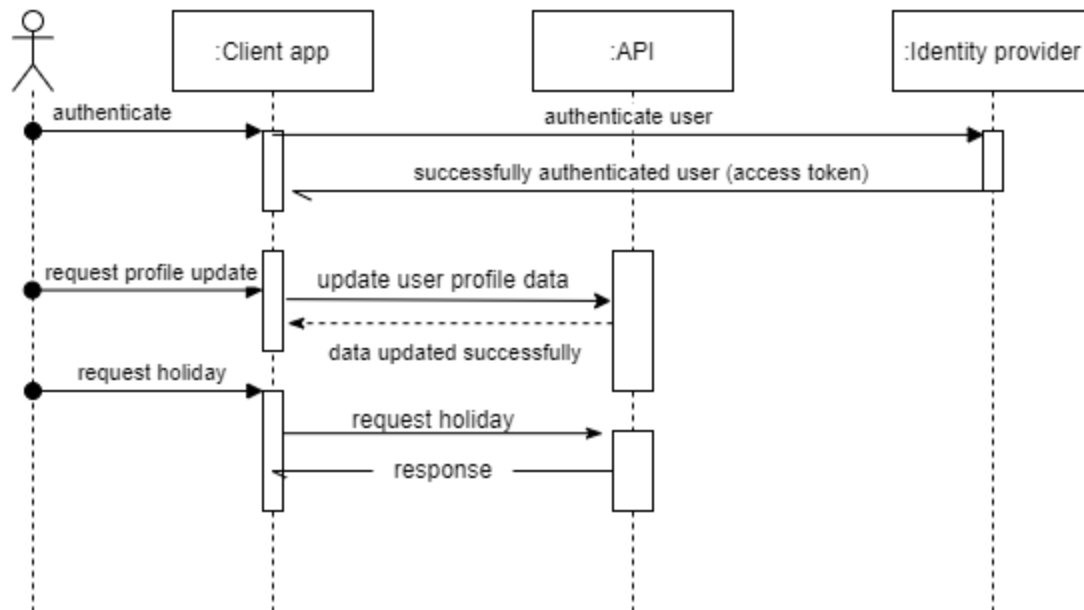 :Client app
:API
:Identity provider
authenticate
authenticate user
successfully authenticated user (access token)
request profile update
update user profile data
data updated successfully
request holiday
request holiday
response